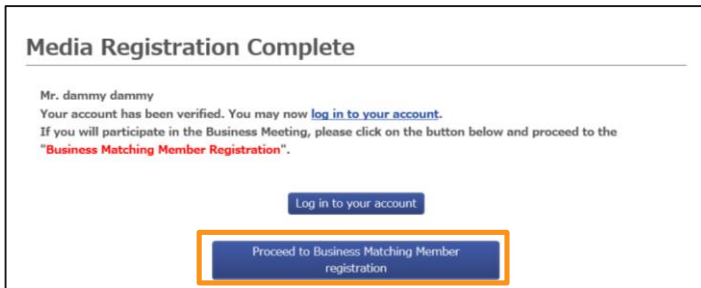 Media Registration Complete
Mr. dammy dammy
Your account has been verified. You may now log in to your account.
If you will participate in the Business Meeting, please click on the button below and proceed to the
"Business Matching Member Registration".
Log in to your account
Proceed to Business Matching Member
registration